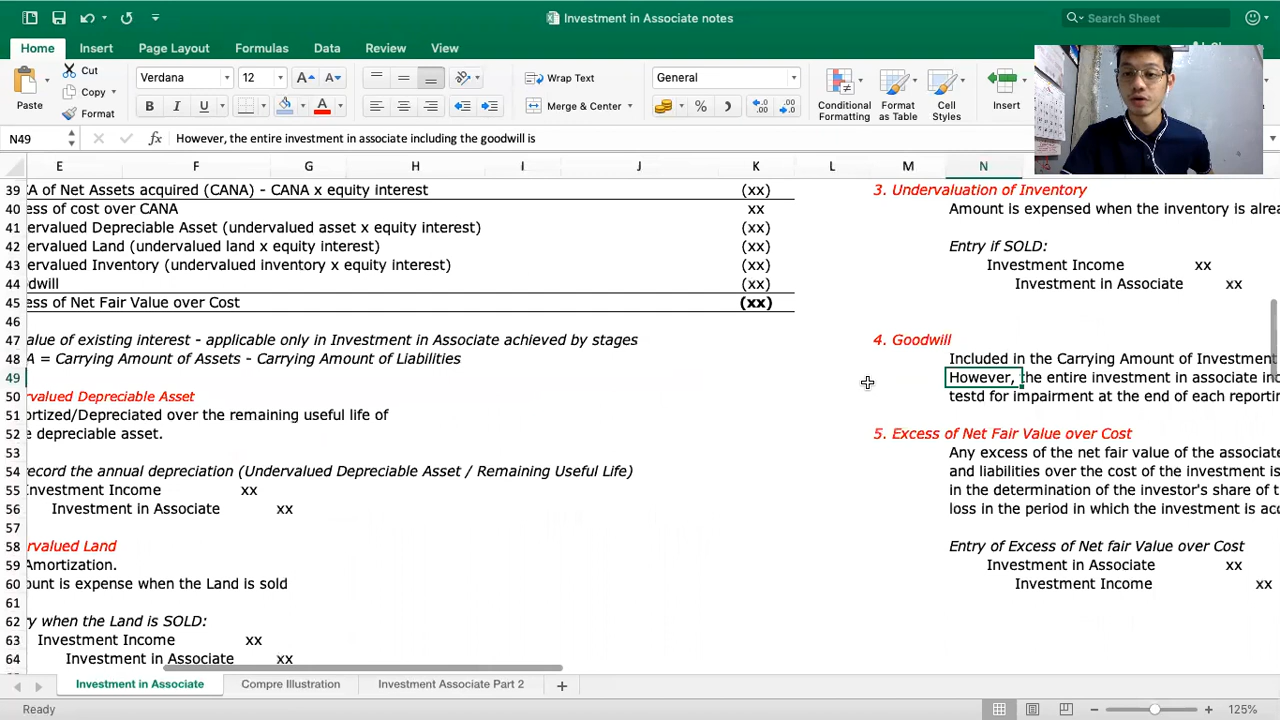 Investment in Associate notes
Search Sheet
Home Insert Page Layout Formulas Data Review View
Paste
Cut
Copy
Format
Verdana 12
B I U
Wrap Text
Merge & Center
General
Conditional Formatting
Format as Table
Cell Styles
Insert
N49 fx However, the entire investment in associate including the goodwill is
E F G H I J K L M N
39 A of Net Assets acquired (CANA) - CANA x equity interest (xx)
40 ess of cost over CANA xx
41 ervalued Depreciable Asset (undervalued asset x equity interest) (xx)
42 ervalued Land (undervalued land x equity interest) (xx)
43 ervalued Inventory (undervalued inventory x equity interest) (xx)
44 dwill (xx)
45 ess of Net Fair Value over Cost (xx)
46
47 alue of existing interest - applicable only in Investment in Associate achieved by stages
48 A = Carrying Amount of Assets - Carrying Amount of Liabilities
49
50 rvalued Depreciable Asset
51 ortized/Depreciated over the remaining useful life of
52 e depreciable asset.
53
54 record the annual depreciation (Undervalued Depreciable Asset / Remaining Useful Life)
55 Investment Income xx
56 Investment in Associate xx
57
58 rvalued Land
59 Amortization.
60 ount is expense when the Land is sold
61
62 ry when the Land is SOLD:
63 Investment Income xx
64 Investment in Associate xx
3. Undervaluation of Inventory
Amount is expensed when the inventory is alrea
Entry if SOLD:
Investment Income xx
Investment in Associate xx
4. Goodwill
Included in the Carrying Amount of Investment
However, the entire investment in associate inc
testd for impairment at the end of each reportin
5. Excess of Net Fair Value over Cost
Any excess of the net fair value of the associate
and liabilities over the cost of the investment is
in the determination of the investor's share of t
loss in the period in which the investment is acc
Entry of Excess of Net fair Value over Cost
Investment in Associate xx
Investment Income xx
Investment in Associate Compre Illustration Investment Associate Part 2
Ready 125%